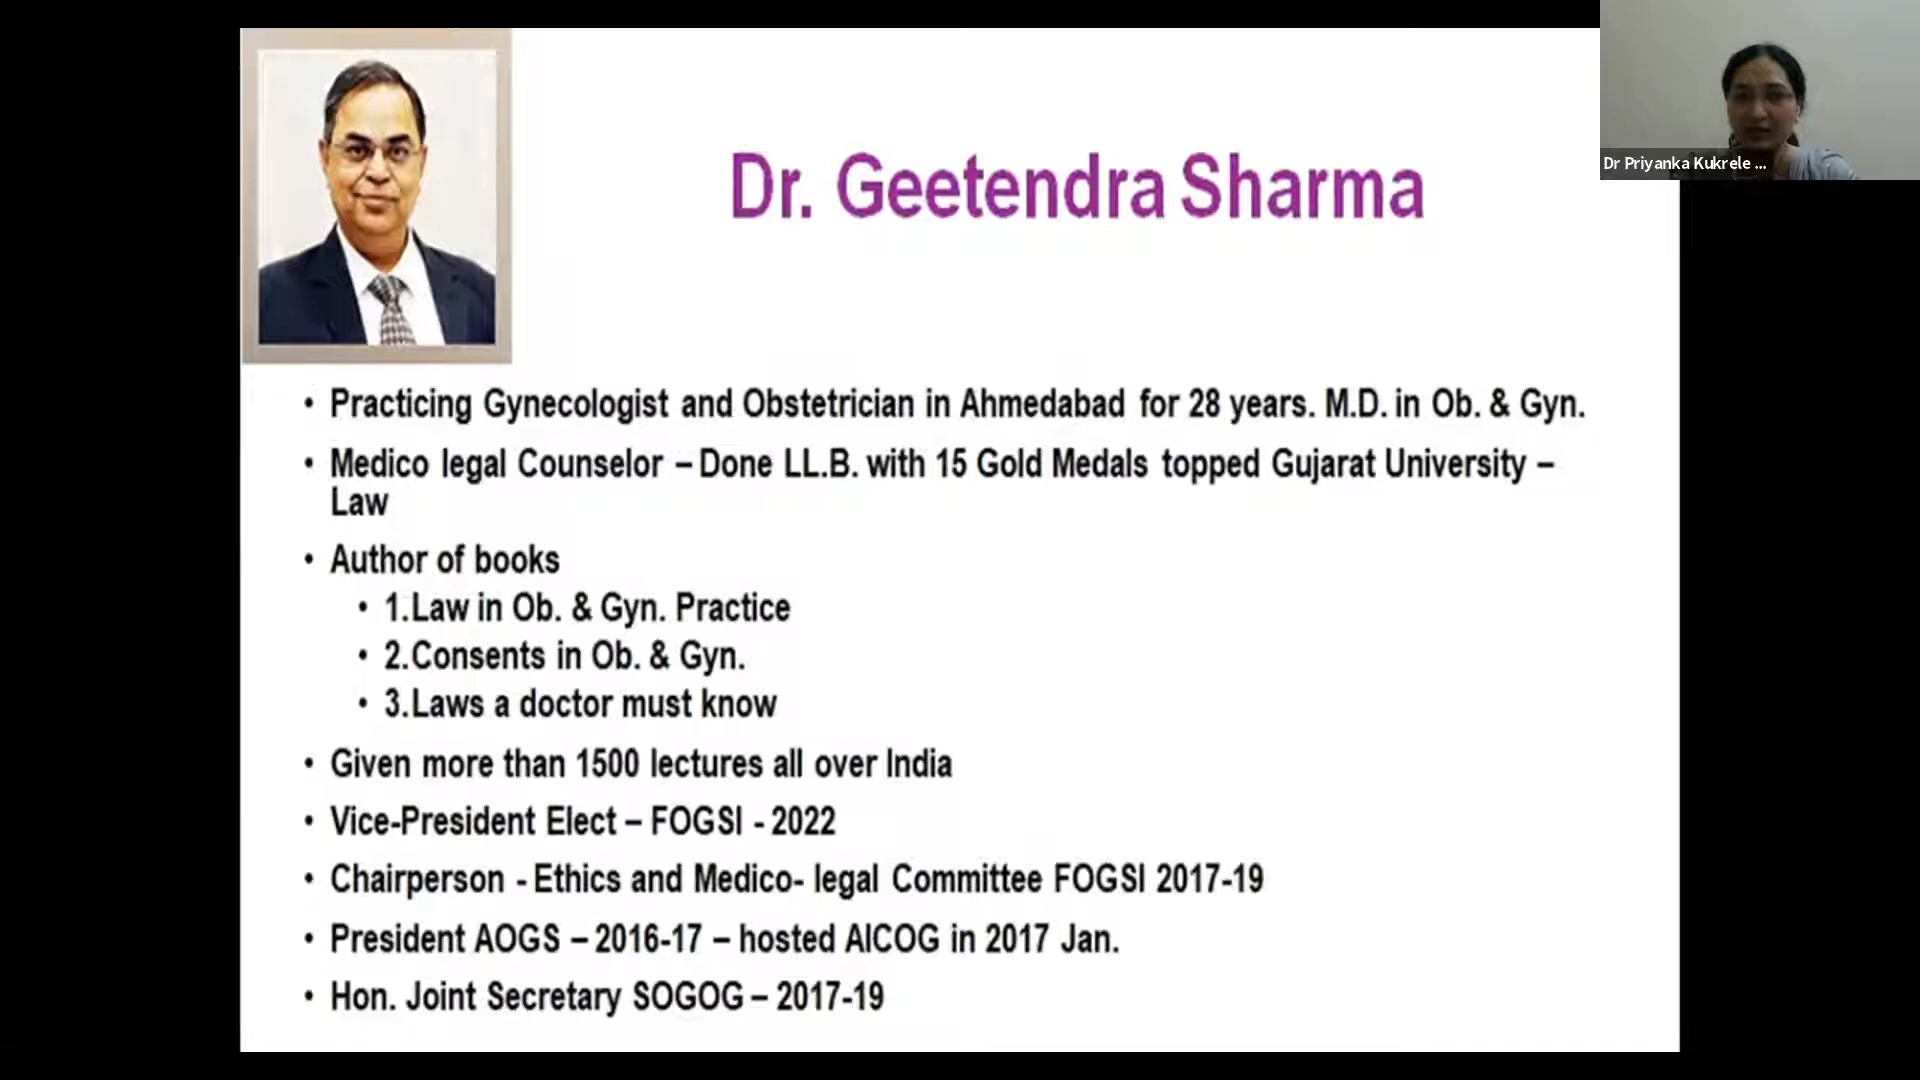 Dr. Geetendra Sharma
Dr Priyanka Kukrele ...
• Practicing Gynecologist and Obstetrician in Ahmedabad for 28 years. M.D. in Ob. & Gyn.
• Medico legal Counselor – Done LL.B. with 15 Gold Medals topped Gujarat University –
Law
• Author of books
• 1.Law in Ob. & Gyn. Practice
• 2.Consents in Ob. & Gyn.
• 3.Laws a doctor must know
• Given more than 1500 lectures all over India
• Vice-President Elect – FOGSI - 2022
• Chairperson - Ethics and Medico- legal Committee FOGSI 2017-19
• President AOGS – 2016-17 – hosted AICOG in 2017 Jan.
• Hon. Joint Secretary SOGOG – 2017-19